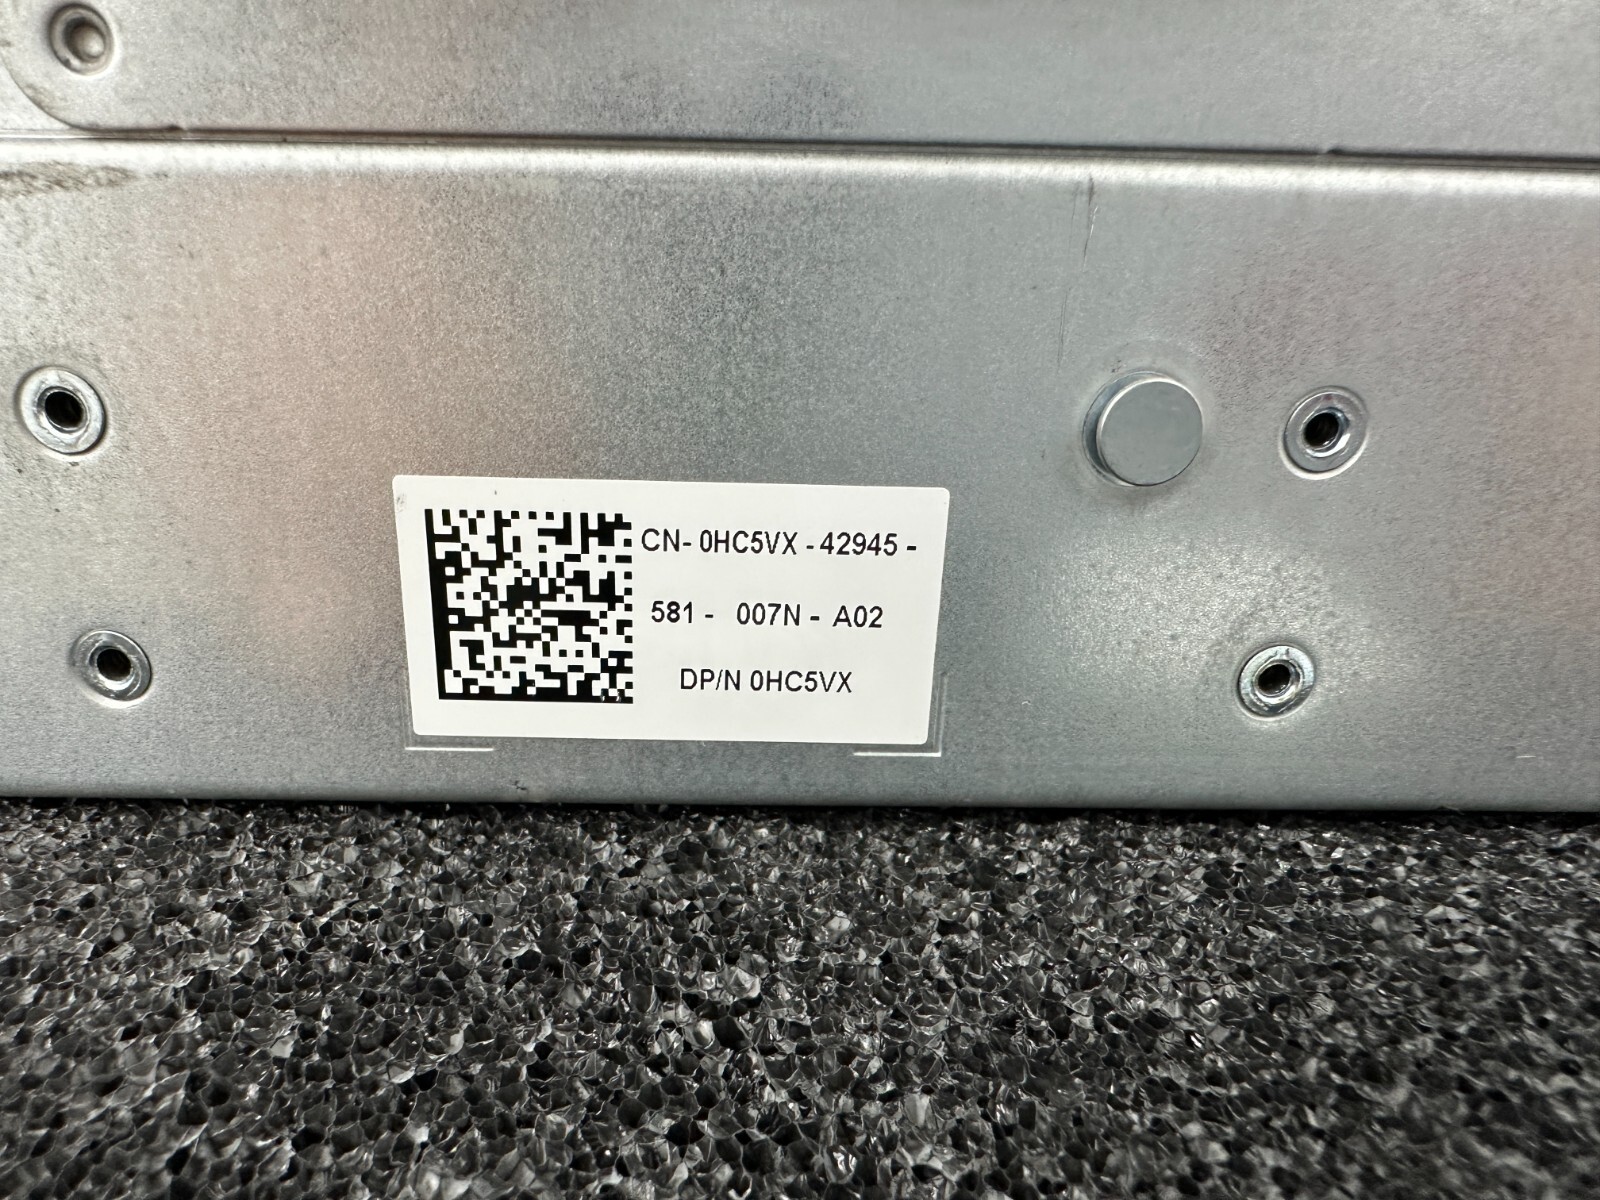 CN- 0HC5VX - 42945 -
581 - 007N - A02
DP/N 0HC5VX